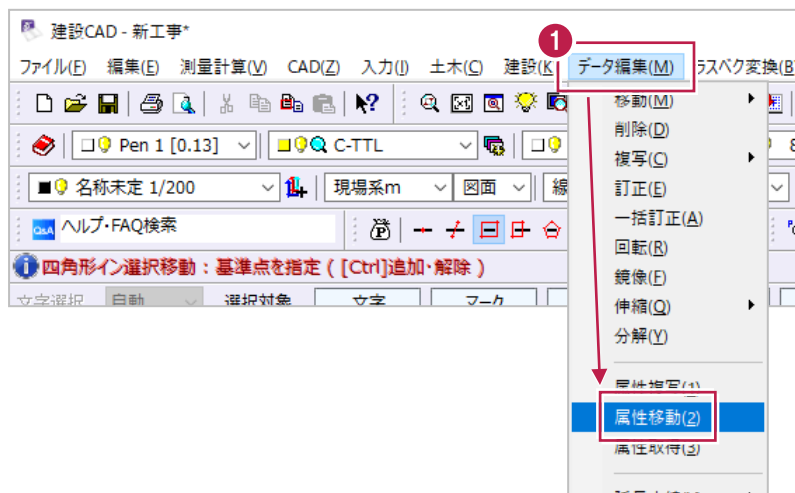 建設CAD - 新工事*
1
ファイル(F) 編集(E) 測量計算(V) CAD(Z) 入力(I) 土木(C) 建設(K データ編集(M) ラスベク変換(B)
Pen 1 [0.13] C-TTL
名称未定 1/200 現場系m 図面 線
Q&A ヘルプ・FAQ検索
四角形イン選択移動：基準点を指定 ( [Ctrl]追加・解除 )
文字選択 自動 選択対象 文字 マーク
移動(M)
削除(D)
複写(C)
訂正(E)
一括訂正(A)
回転(R)
鏡像(F)
伸縮(Q)
分解(Y)
属性複写(1)
属性移動(2)
属性取得(3)